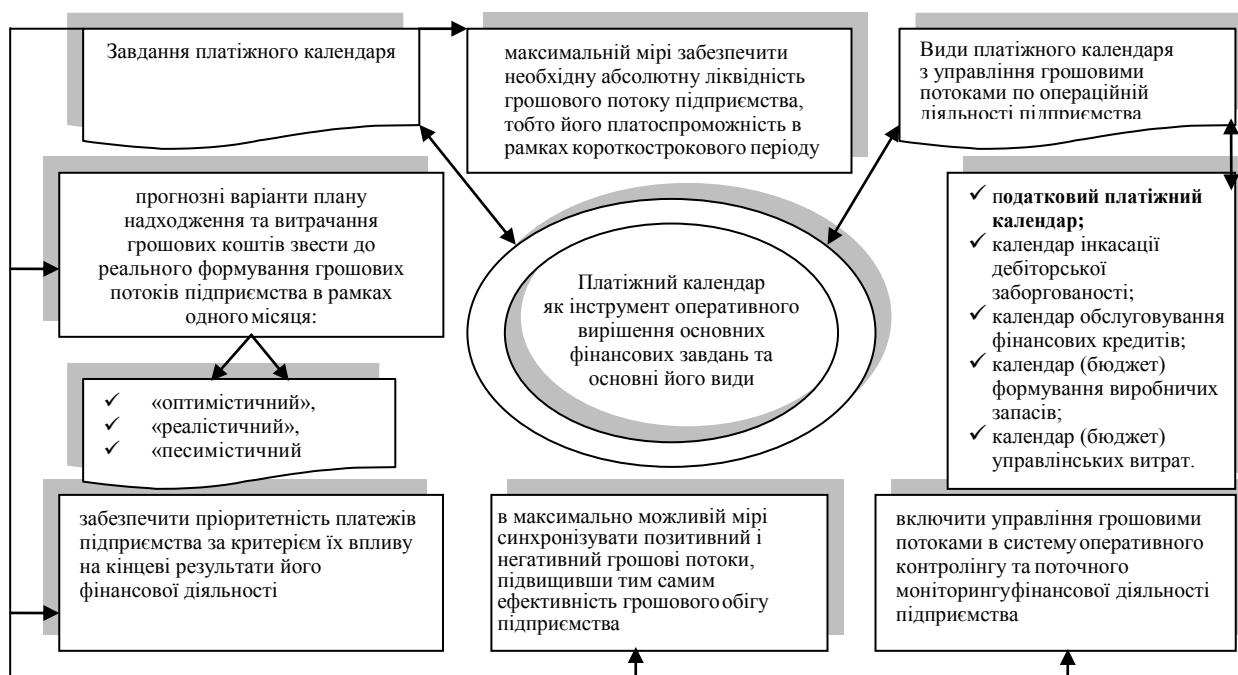 Завдання платіжного календаря
максимальній мірі забезпечити
необхідну абсолютну ліквідність
грошового потоку підприємства,
тобто його платоспроможність в
рамках короткострокового періоду
Види платіжного календаря
з управління грошовими
потоками по операційній
діяльності підприємства
прогнозні варіанти плану
надходження та витрачання
грошових коштів звести до
реального формування грошових
потоків підприємства в рамках
одного місяця:
Платіжний календар
як інструмент оперативного
вирішення основних
фінансових завдань та
основні його види
✓ податковий платіжний
календар;
✓ календар інкасації
дебіторської
заборгованості;
✓ календар обслуговування
фінансових кредитів;
✓ календар (бюджет)
формування виробничих
запасів;
✓ календар (бюджет)
управлінських витрат.
✓ «оптимістичний»,
✓ «реалістичний»,
✓ «песимістичний
забезпечити пріоритетність платежів
підприємства за критерієм їх впливу
на кінцеві результати його
фінансової діяльності
в максимально можливій мірі
синхронізувати позитивний і
негативний грошові потоки,
підвищивши тим самим
ефективність грошового обігу
підприємства
включити управління грошовими
потоками в систему оперативного
контролінгу та поточного
моніторингу фінансової діяльності
підприємства